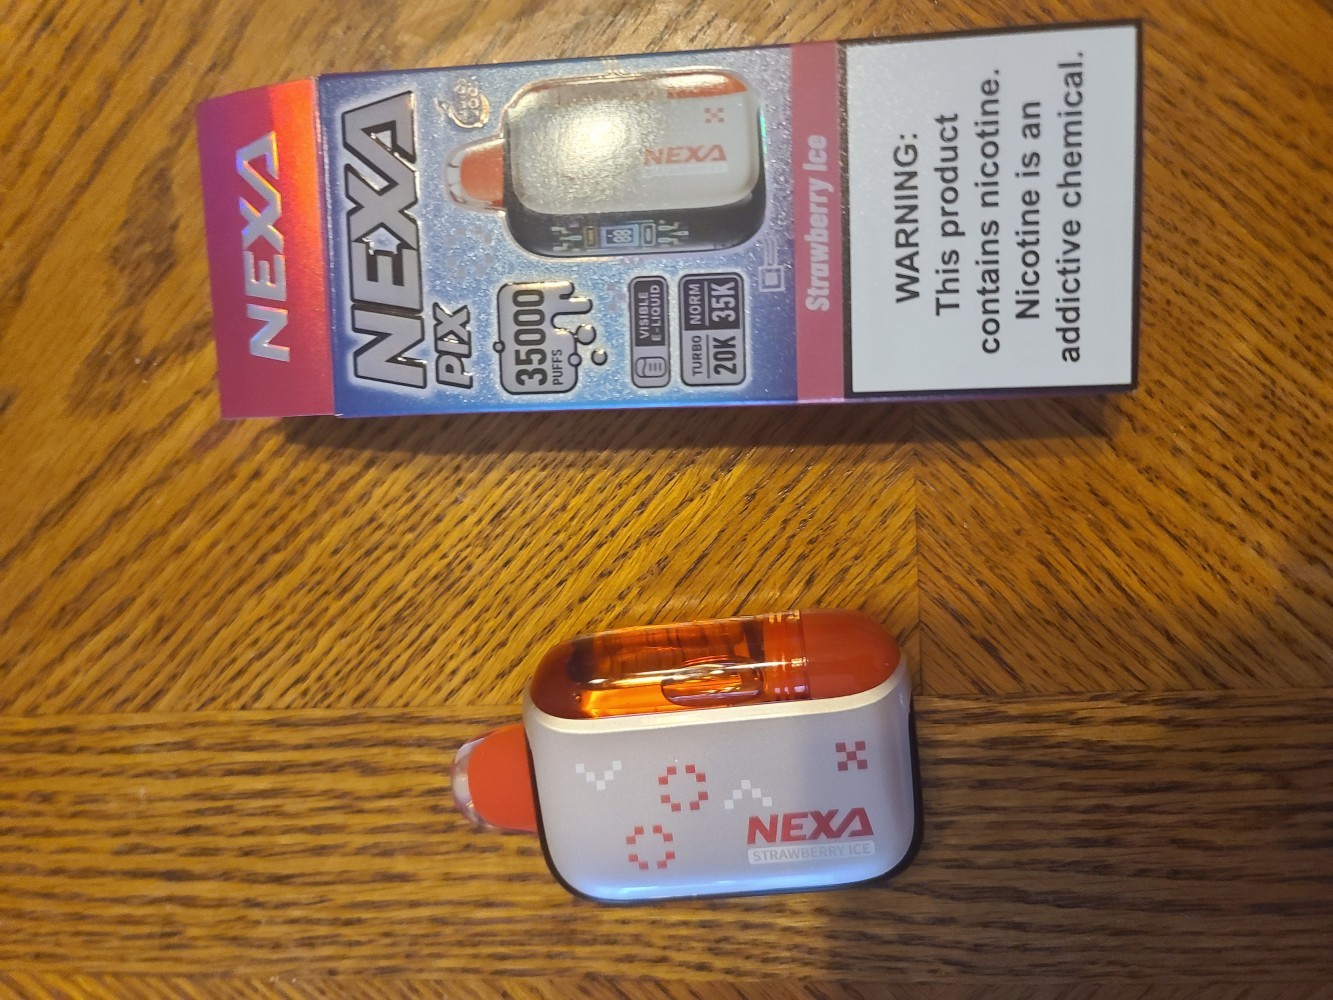 NEXA
NEXA
PIX
35000
PUFFS
VISIBLE
E-LIQUID
TURBO NORM
20K 35K
NEXA
Strawberry Ice
WARNING:
This product
contains nicotine.
Nicotine is an
addictive chemical.
NEXA
STRAWBERRY ICE